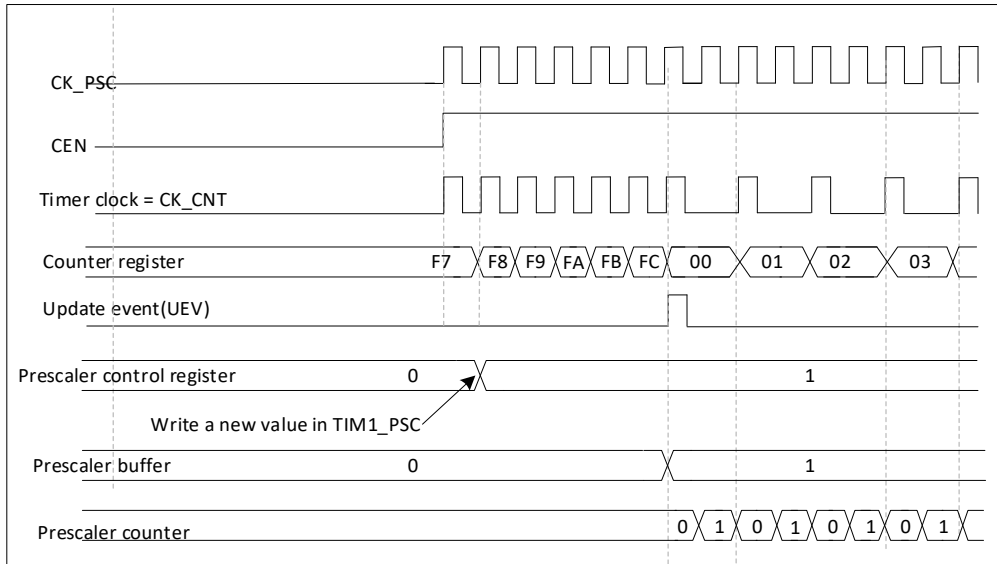 CK_PSC
CEN
Timer clock = CK_CNT
Counter register F7 F8 F9 FA FB FC 00 01 02 03
Update event(UEV)
Prescaler control register 0 1
Write a new value in TIM1_PSC
Prescaler buffer 0 1
Prescaler counter 0 1 0 1 0 1 0 1